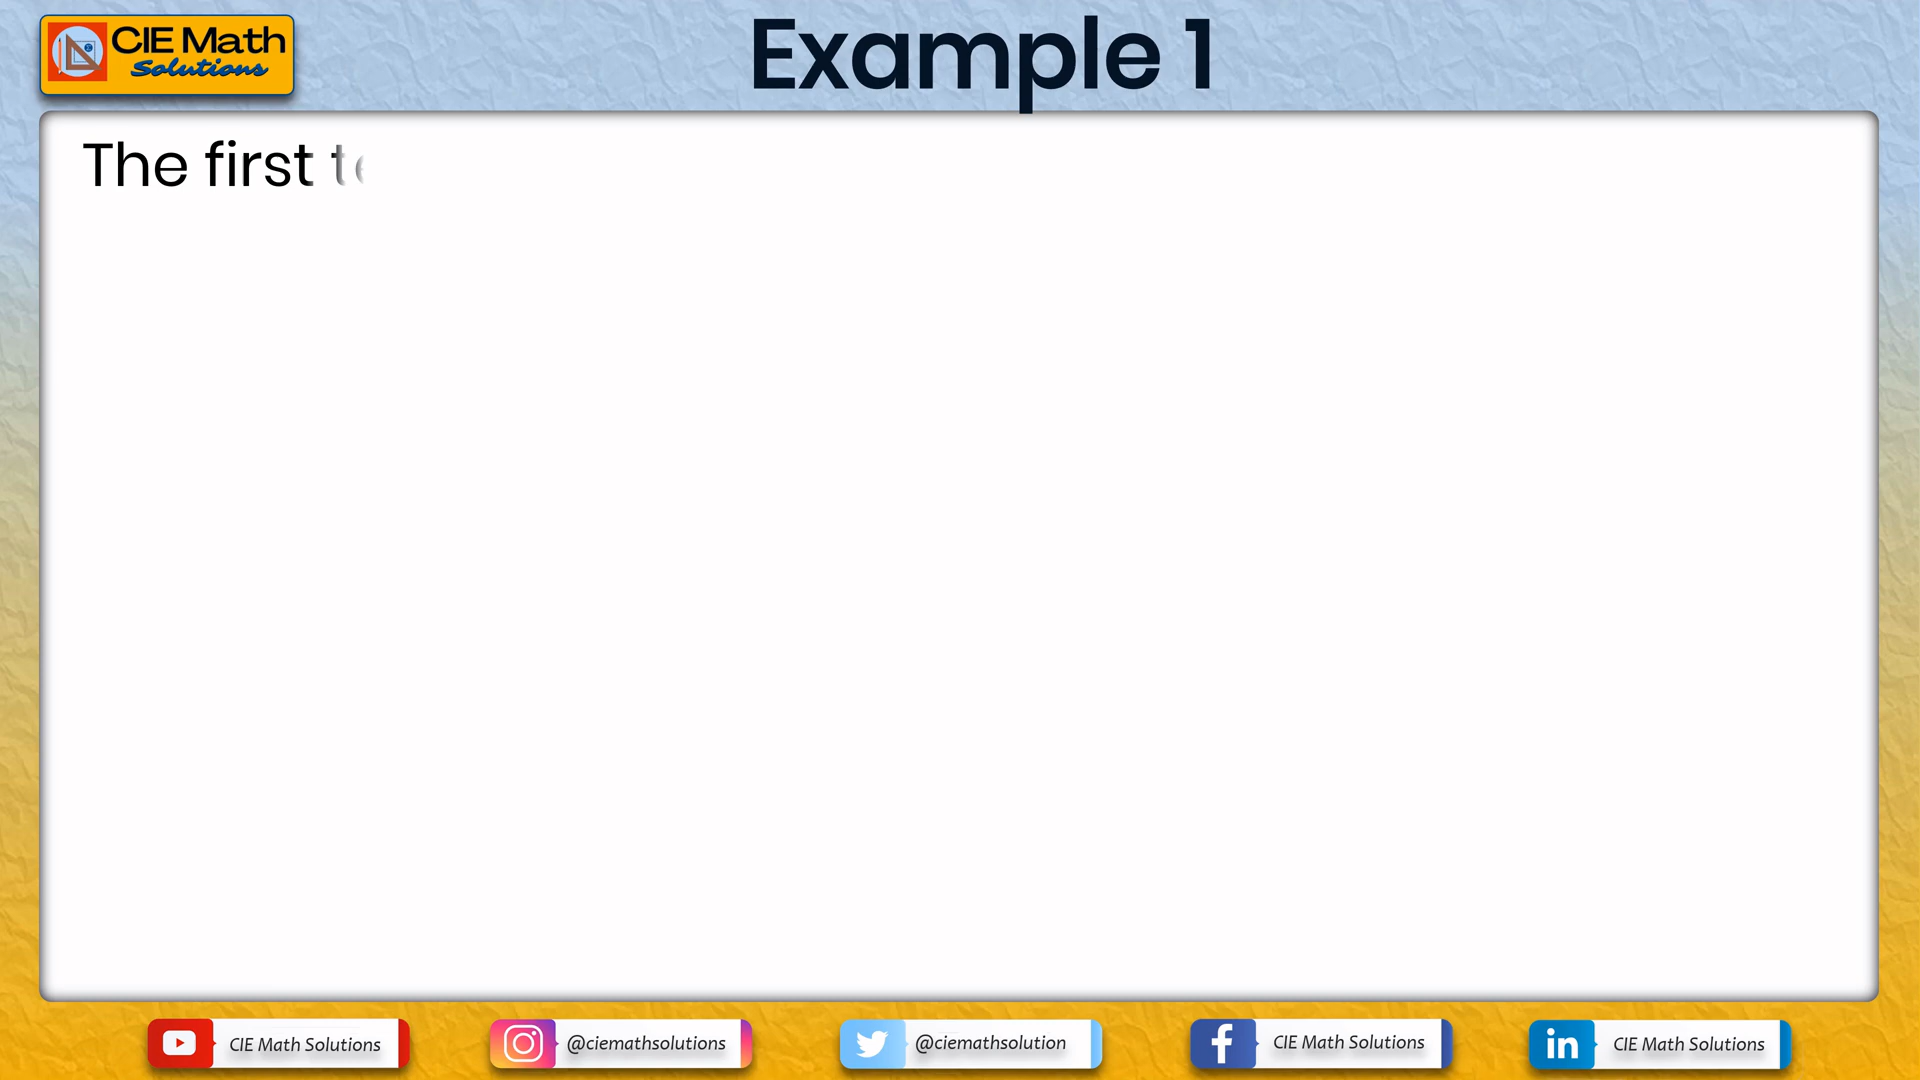 CIE Math
Solutions
Example 1
The first
CIE Math Solutions
@ciemathsolutions
@ciemathsolution
CIE Math Solutions
CIE Math Solutions